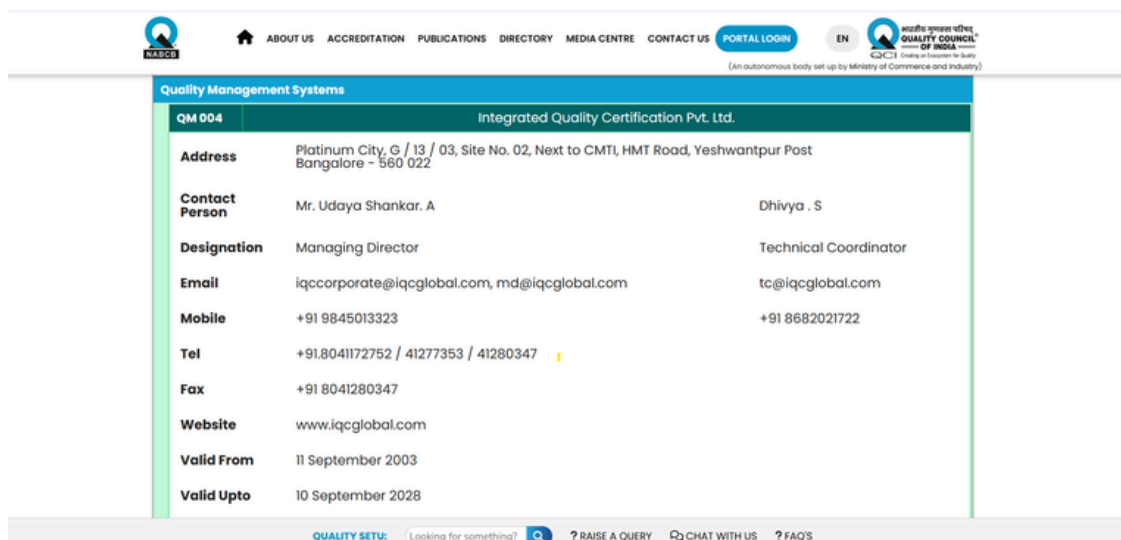 NABCB
ABOUT US ACCREDITATION PUBLICATIONS DIRECTORY MEDIA CENTRE CONTACT US PORTAL LOGIN EN
भारतीय गुणवत्ता परिषद्
QUALITY COUNCIL
OF INDIA
QCI Creating an Ecosystem for Quality
(An autonomous body set up by Ministry of Commerce and Industry)
Quality Management Systems
QM 004 Integrated Quality Certification Pvt. Ltd.
Address Platinum City, G / 13 / 03, Site No. 02, Next to CMTI, HMT Road, Yeshwantpur Post
Bangalore - 560 022
Contact Person Mr. Udaya Shankar. A Dhivya . S
Designation Managing Director Technical Coordinator
Email iqccorporate@iqcglobal.com, md@iqcglobal.com tc@iqcglobal.com
Mobile +91 9845013323 +91 8682021722
Tel +91.8041172752 / 41277353 / 41280347
Fax +91 8041280347
Website www.iqcglobal.com
Valid From 11 September 2003
Valid Upto 10 September 2028
QUALITY SETU: Looking for something? ? RAISE A QUERY CHAT WITH US ? FAQ'S